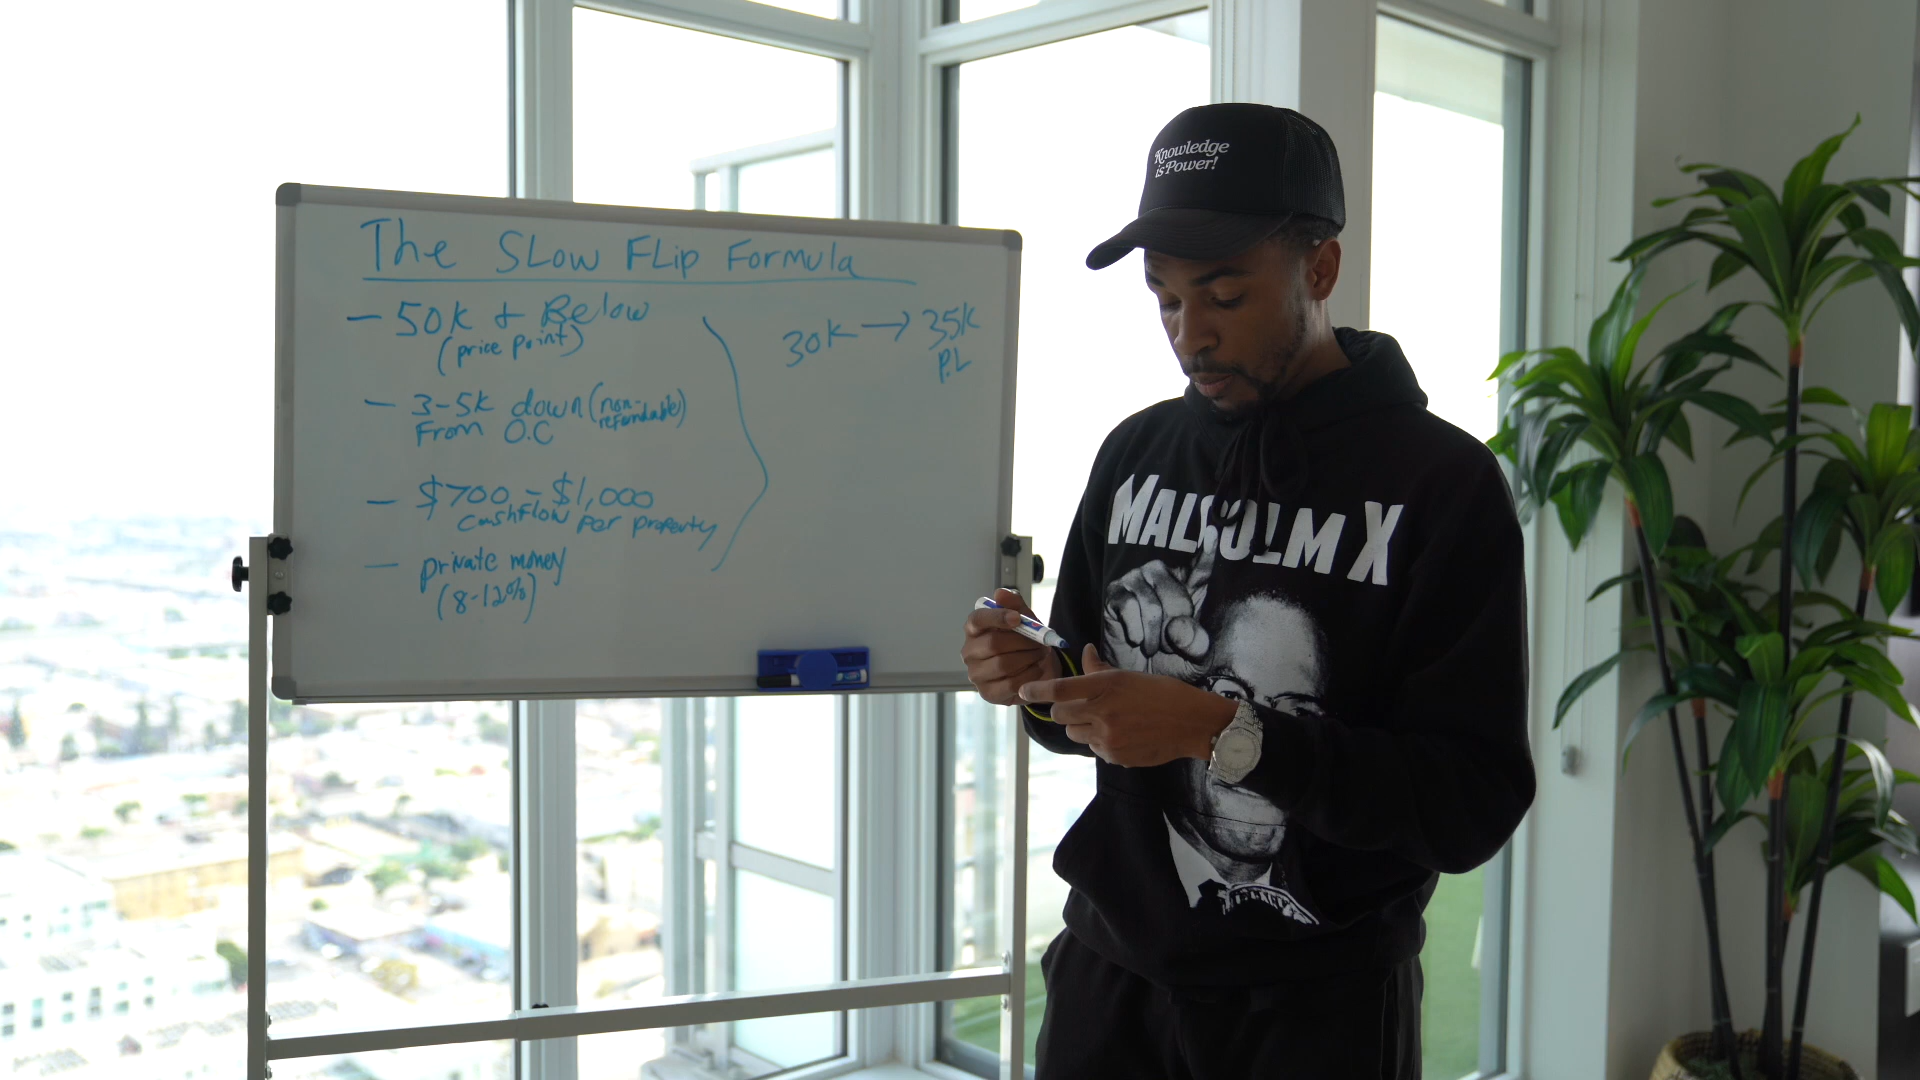 The SLow FLip Formula
- 50K & Below
(price point)
- 3-5K down (non-refundable)
From O.C
- $700 - $1,000
cashflow per property
- private money
(8-12%)
30K → 35K
P.L
Knowledge
is Power!
MALCOLM X